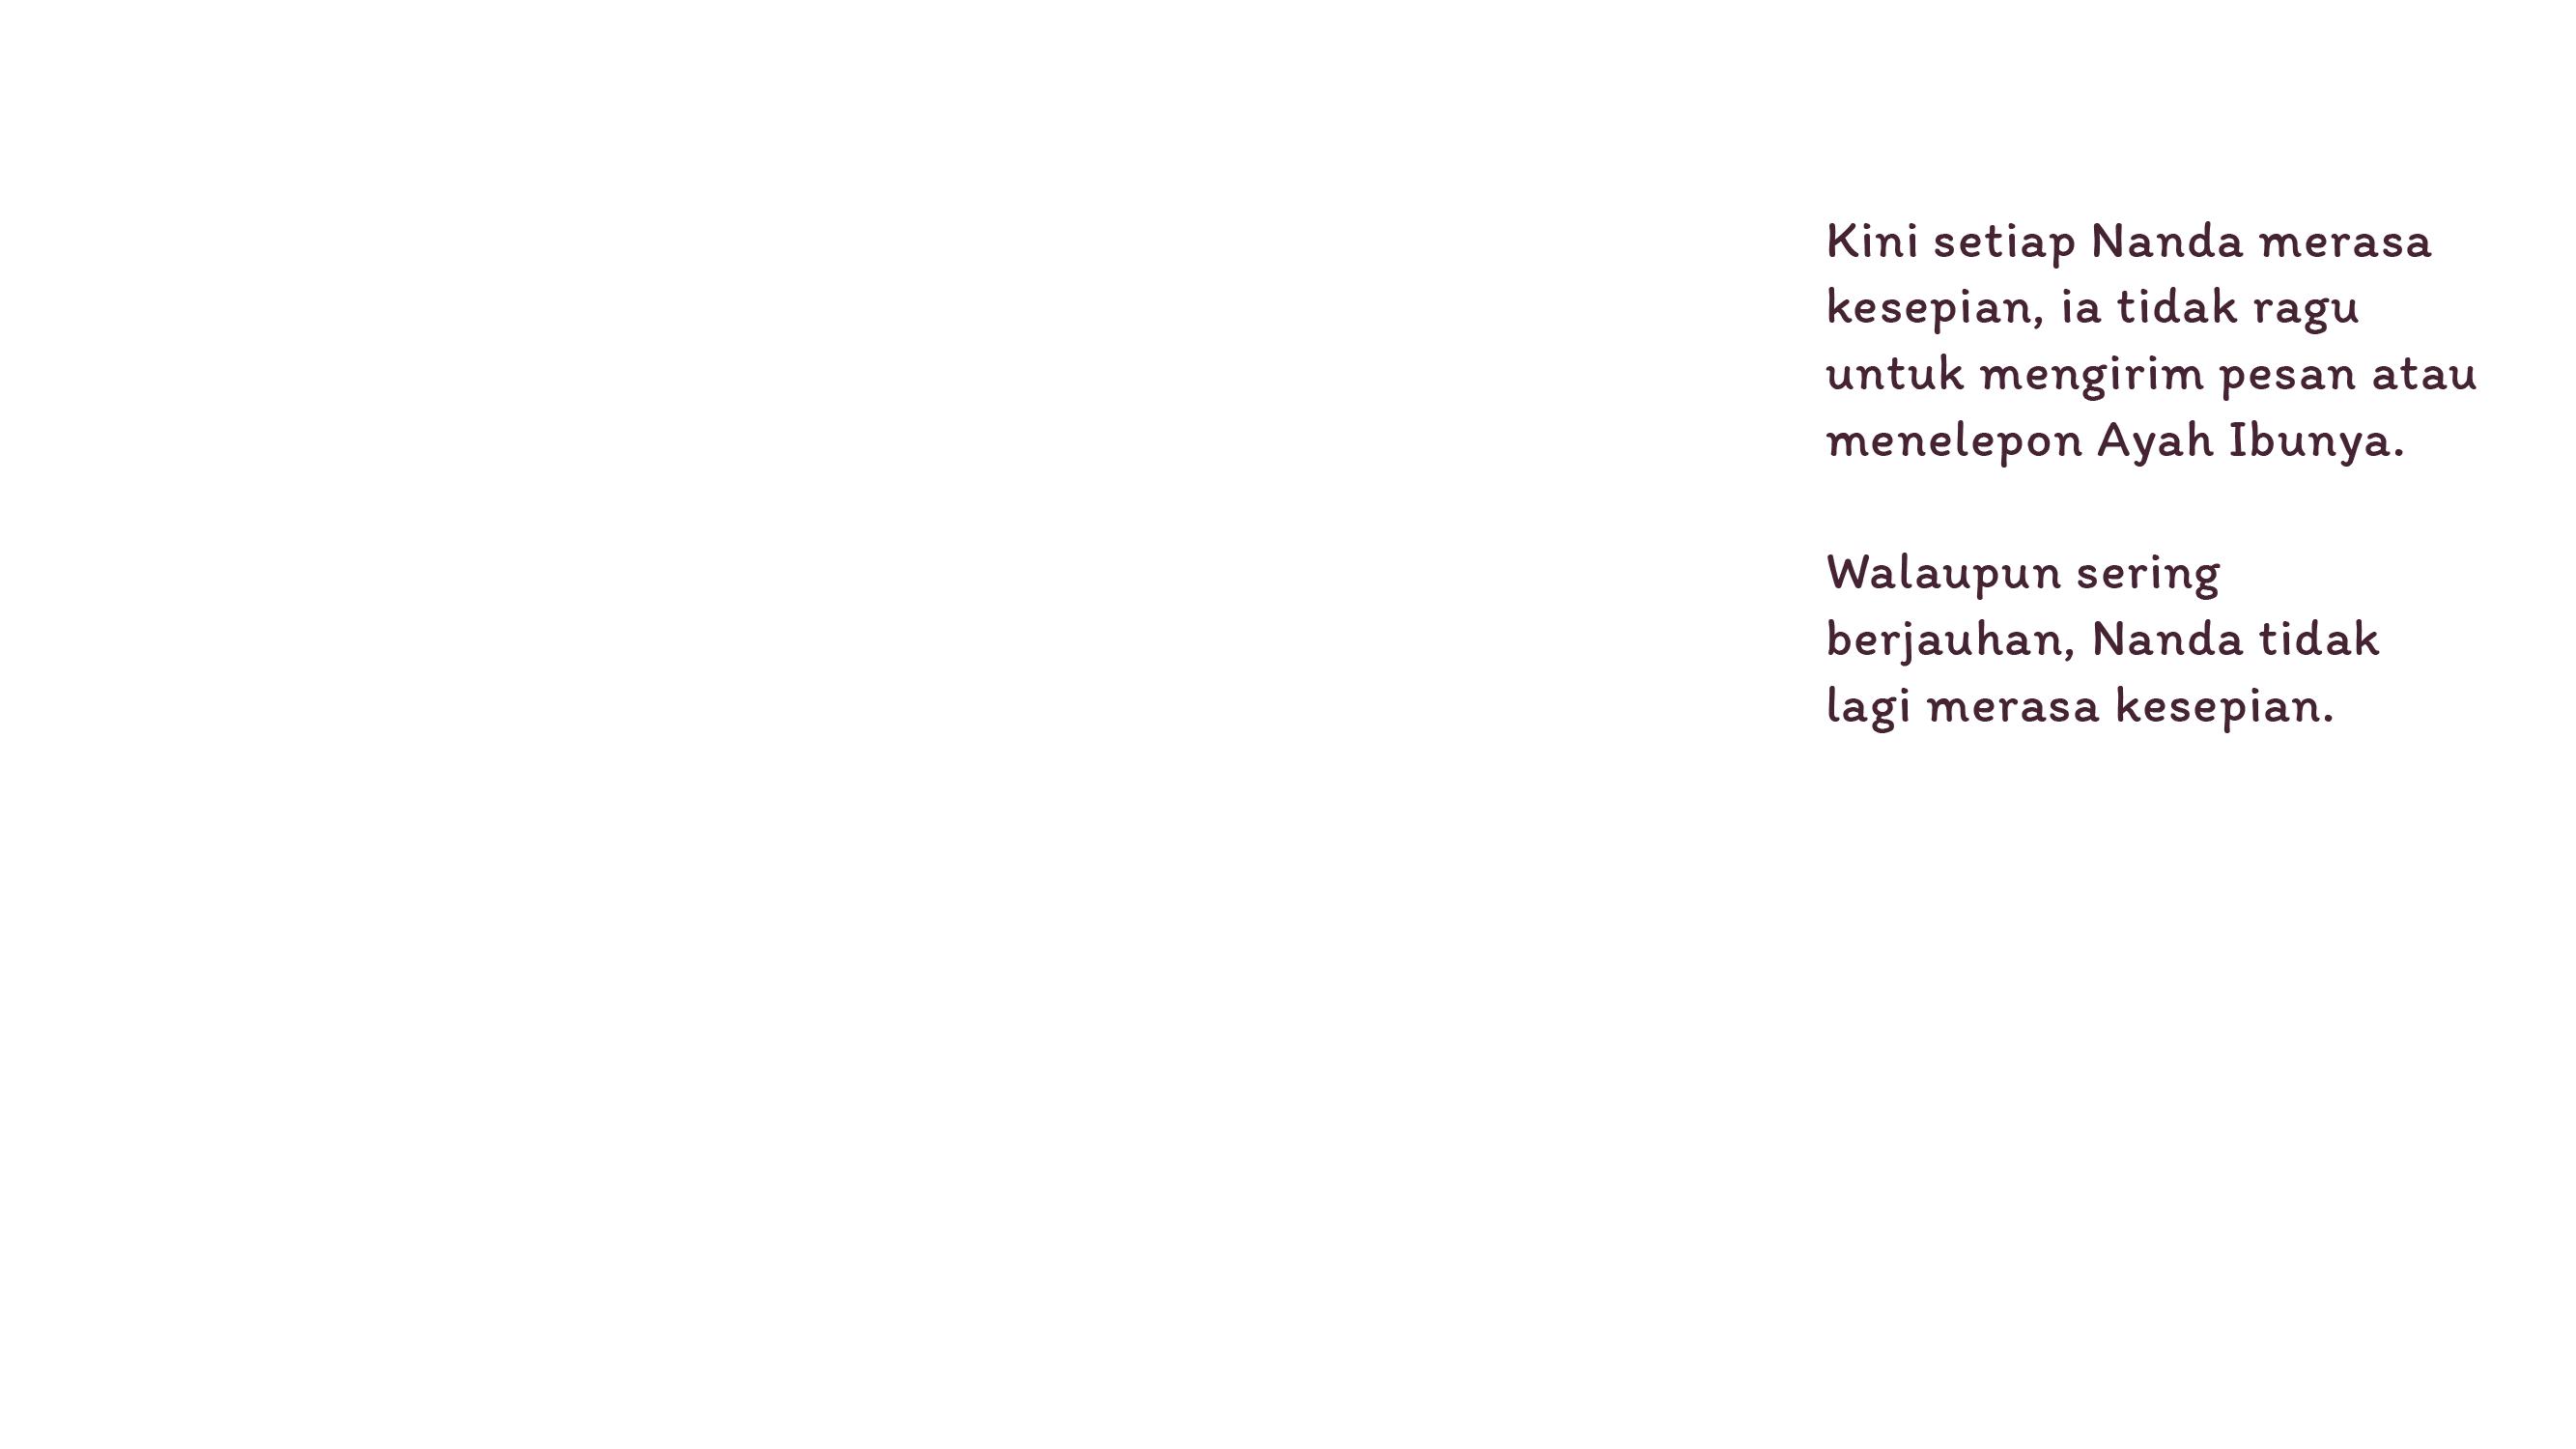 Kini setiap Nanda merasa
kesepian, ia tidak ragu
untuk mengirim pesan atau
menelepon Ayah Ibunya.
Walaupun sering
berjauhan, Nanda tidak
lagi merasa kesepian.